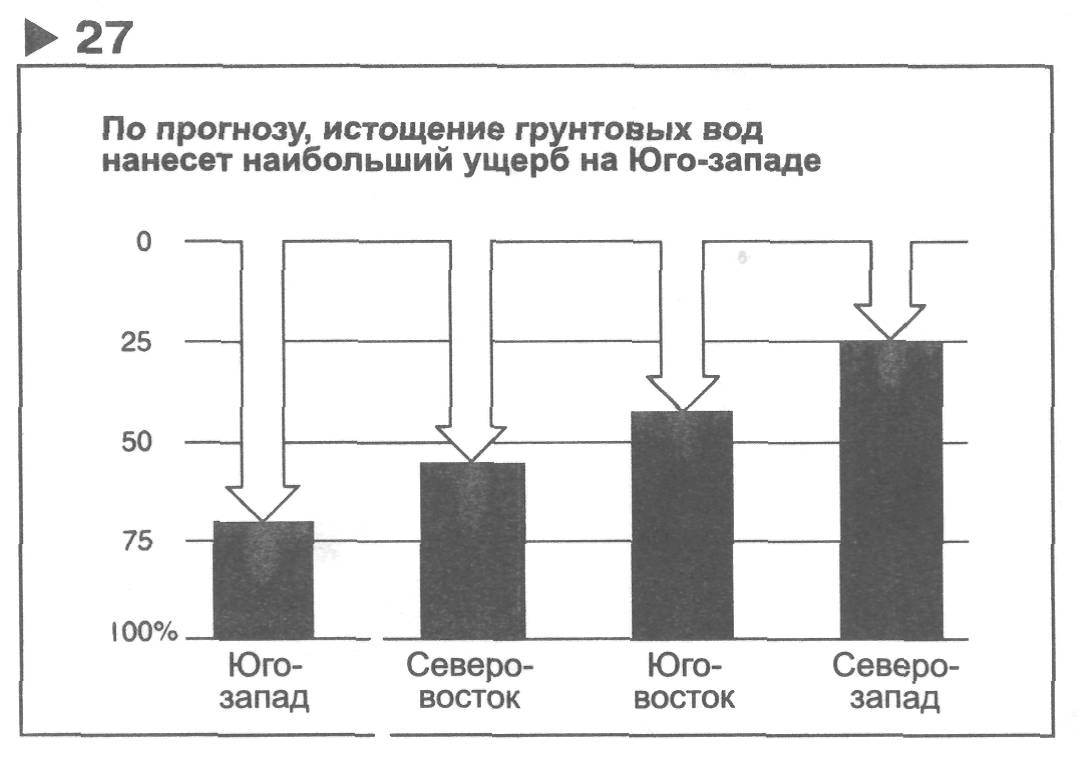 ▶ 27
По прогнозу, истощение грунтовых вод
нанесет наибольший ущерб на Юго-западе
0
25
50
75
100%
Юго-
запад
Северо-
восток
Юго-
восток
Северо-
запад